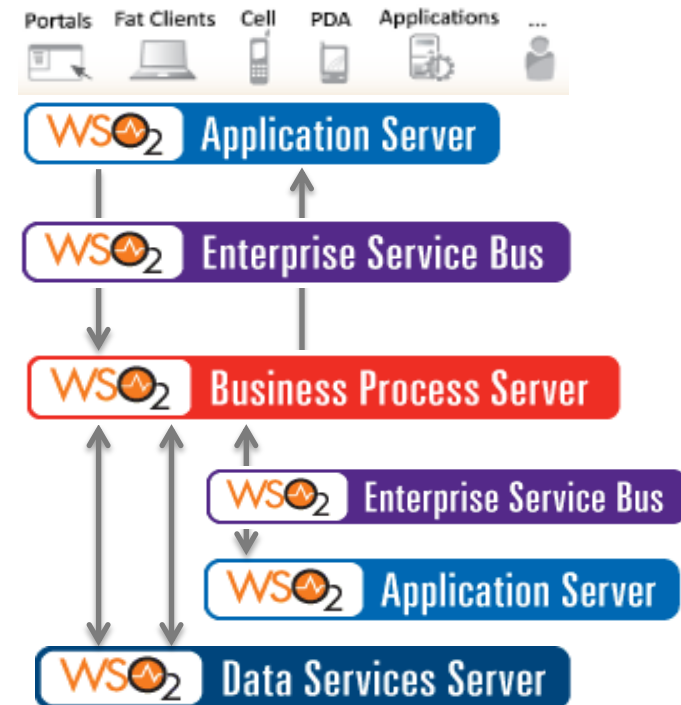 Portals Fat Clients Cell PDA Applications ...
WSO2 Application Server
WSO2 Enterprise Service Bus
WSO2 Business Process Server
WSO2 Enterprise Service Bus
WSO2 Application Server
WSO2 Data Services Server